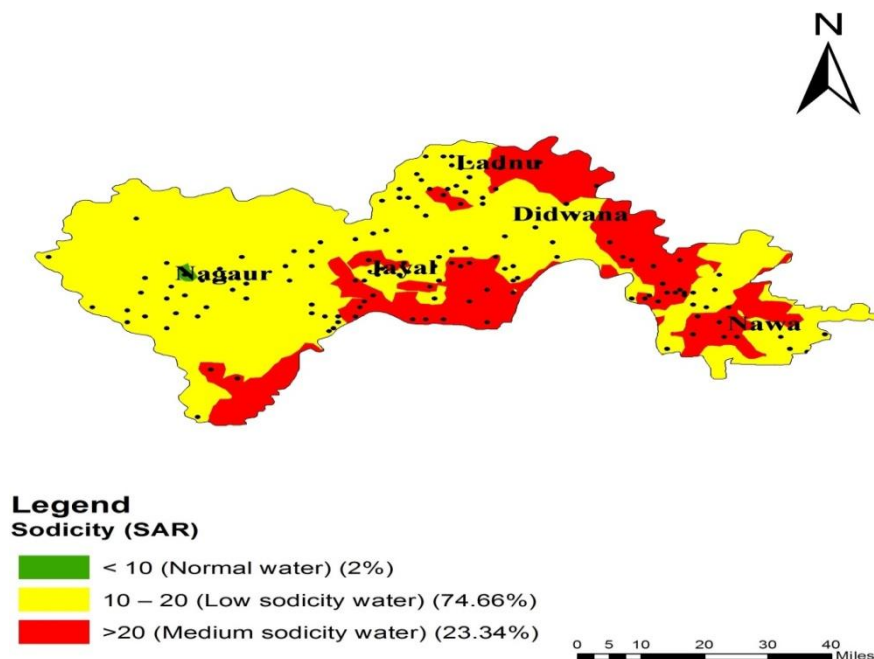 N
Ladnu
Didwana
Nagaur
Jayal
Nawa
Legend
Sodicity (SAR)
< 10 (Normal water) (2%)
10 – 20 (Low sodicity water) (74.66%)
>20 (Medium sodicity water) (23.34%)
0 5 10 20 30 40
Miles